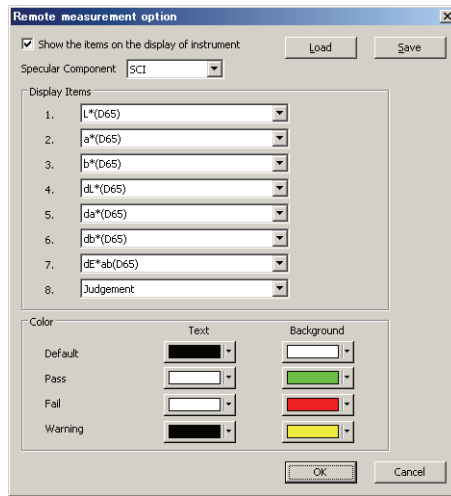 Remote measurement option
Show the items on the display of instrument
Load
Save
Specular Component SCI
Display Items
1. L*(D65)
2. a*(D65)
3. b*(D65)
4. dL*(D65)
5. da*(D65)
6. db*(D65)
7. dE*ab(D65)
8. Judgement
Color
Text Background
Default
Pass
Fail
Warning
OK Cancel